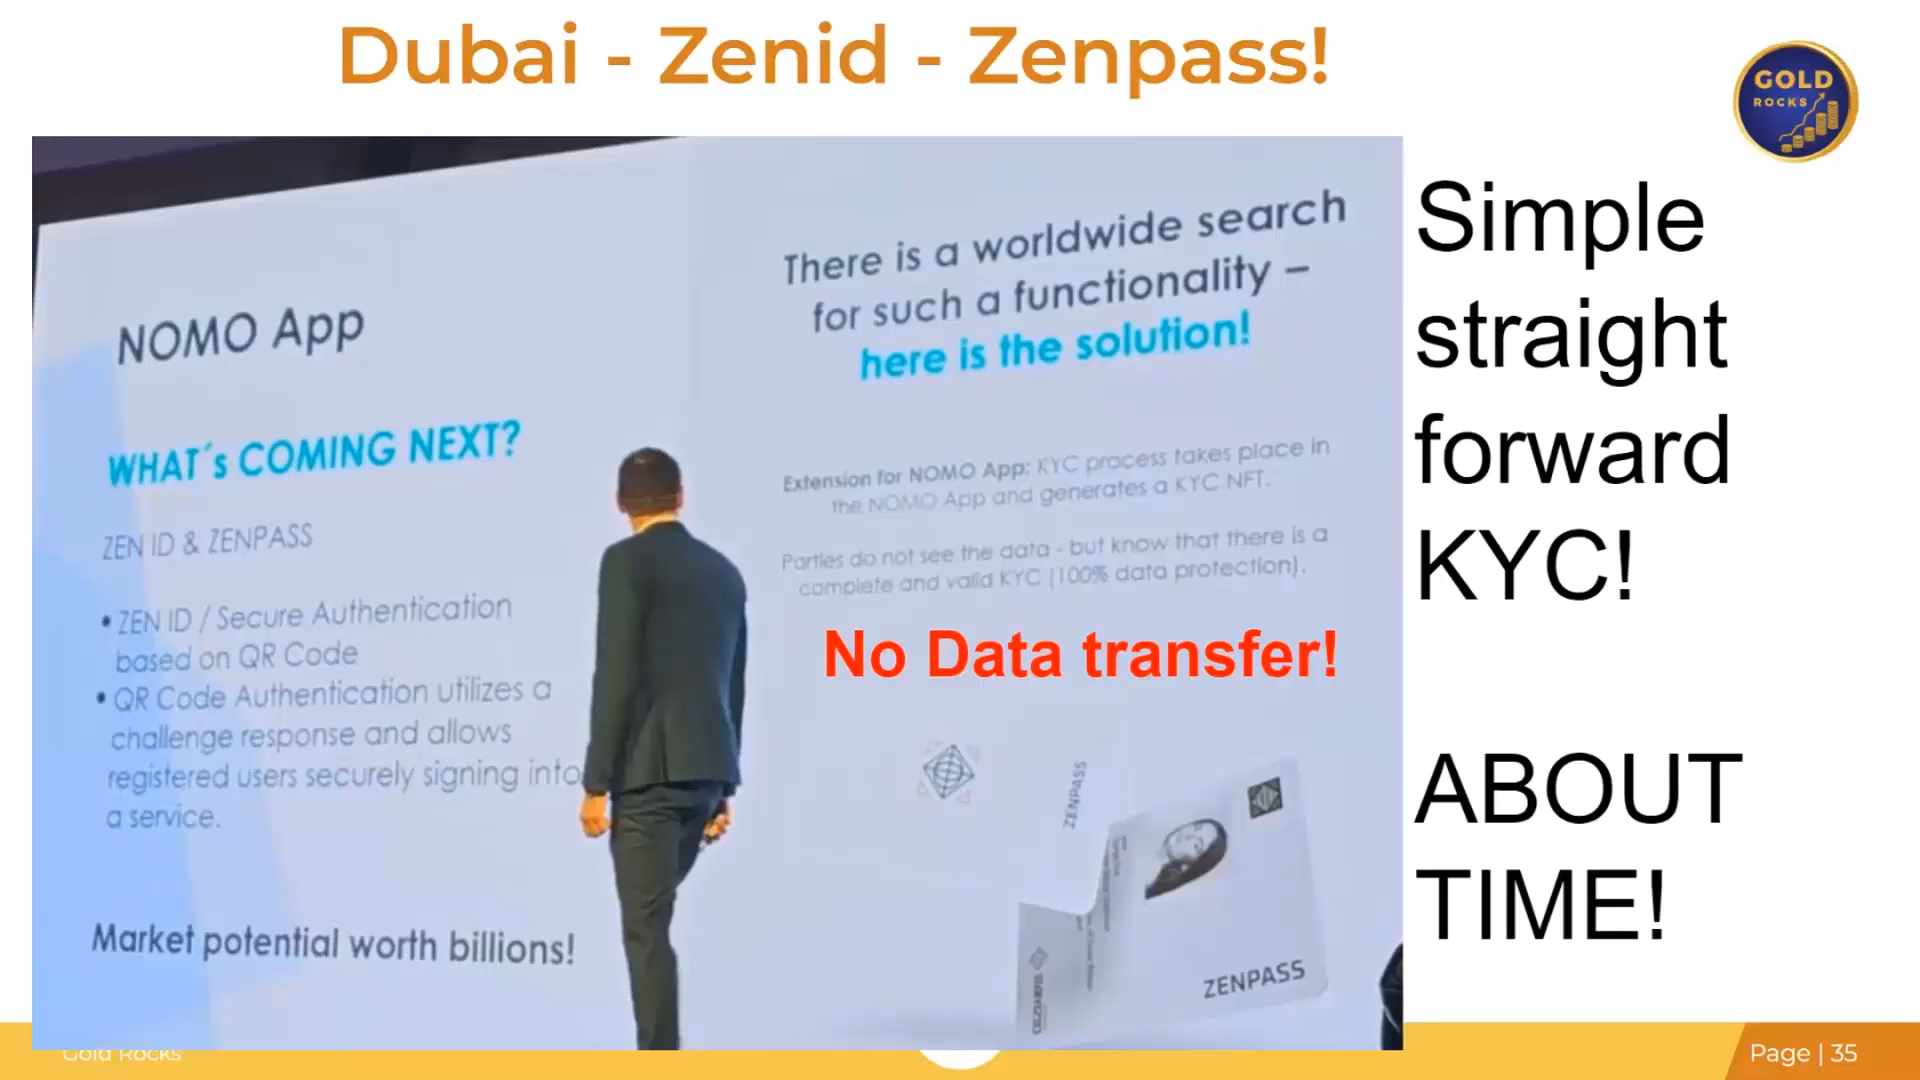 Dubai - Zenid - Zenpass!
GOLD
ROCKS
NOMO App
WHAT´s COMING NEXT?
ZEN ID & ZENPASS
• ZEN ID / Secure Authentication
based on QR Code
• QR Code Authentication utilizes a
challenge response and allows
registered users securely signing into
a service.
Market potential worth billions!
There is a worldwide search
for such a functionality –
here is the solution!
Extension for NOMO App: KYC process takes place in
the NOMO App and generates a KYC NFT.
Parties do not see the data - but know that there is a
complete and valid KYC (100% data protection).
No Data transfer!
ZENPASS
ZENPASS
Simple
straight
forward
KYC!
ABOUT
TIME!
Gold Rocks
Page | 35